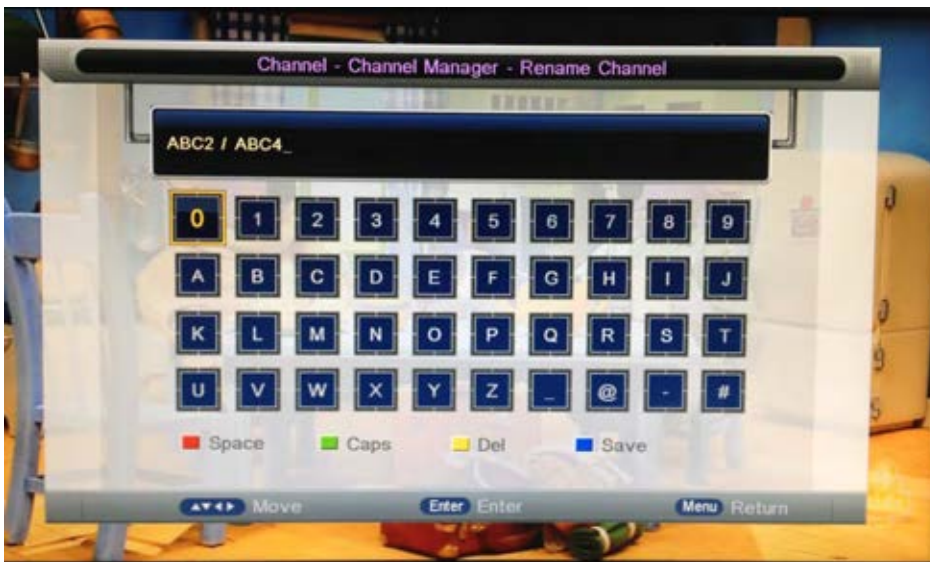 Channel - Channel Manager - Rename Channel
ABC2 / ABC4_
0 1 2 3 4 5 6 7 8 9
A B C D E F G H I J
K L M N O P Q R S T
U V W X Y Z _ @ - #
Space Caps Del Save
Move Enter Enter Menu Return